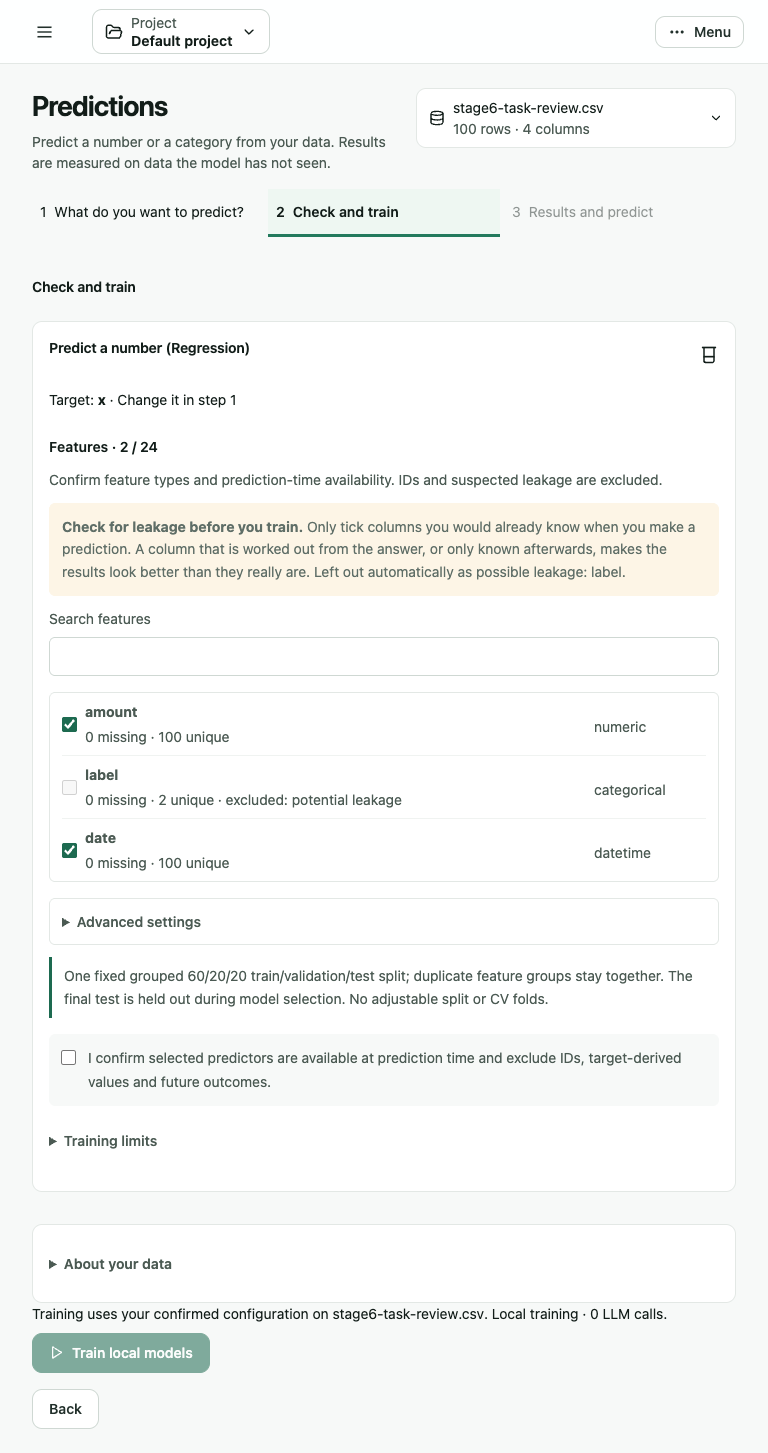 Project
Default project
Menu
Predictions
Predict a number or a category from your data. Results
are measured on data the model has not seen.
stage6-task-review.csv
100 rows · 4 columns
1 What do you want to predict?
2 Check and train
3 Results and predict
Check and train
Predict a number (Regression)
Target: x · Change it in step 1
Features · 2 / 24
Confirm feature types and prediction-time availability. IDs and suspected leakage are excluded.
Check for leakage before you train. Only tick columns you would already know when you make a
prediction. A column that is worked out from the answer, or only known afterwards, makes the
results look better than they really are. Left out automatically as possible leakage: label.
Search features
amount
0 missing · 100 unique
numeric
label
0 missing · 2 unique · excluded: potential leakage
categorical
date
0 missing · 100 unique
datetime
Advanced settings
One fixed grouped 60/20/20 train/validation/test split; duplicate feature groups stay together. The
final test is held out during model selection. No adjustable split or CV folds.
I confirm selected predictors are available at prediction time and exclude IDs, target-derived
values and future outcomes.
Training limits
About your data
Training uses your confirmed configuration on stage6-task-review.csv. Local training · 0 LLM calls.
Train local models
Back